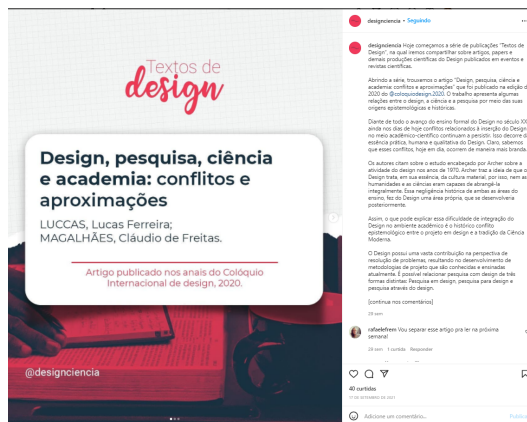 Textos de
design
Design, pesquisa, ciência
e academia: conflitos e
aproximações
LUCCAS, Lucas Ferreira;
MAGALHÃES, Cláudio de Freitas.
Artigo publicado nos anais do Colóquio
Internacional de design, 2020.
@designciencia
designciencia • Seguindo
designciencia Hoje começamos a série de publicações "Textos de
Design", na qual iremos compartilhar sobre artigos, papers e
demais produções científicas do Design publicados em eventos e
revistas científicas.
Abrindo a série, trouxemos o artigo "Design, pesquisa, ciência e
academia: conflitos e aproximações" que foi publicado na edição de
2020 do @coloquiodesign.2020. O trabalho apresenta algumas
relações entre o design, a ciência e a pesquisa por meio das suas
origens epistemológicas e históricas.
Diante de todo o avanço do ensino formal do Design no século XX,
ainda nos dias de hoje conflitos relacionados à inserção do Design
no meio acadêmico-científico continuam a persistir. Isso decorre da
essência prática, humana e qualitativa do Design. Claro, sabemos
que esses conflitos, hoje em dia, ocorrem de maneira mais branda.
Os autores citam sobre o estudo encabeçado por Archer sobre a
atividade do design nos anos de 1970. Archer traz a ideia de que o
Design trata, em sua essência, da cultura material, por isso, nem as
humanidades e as ciências eram capazes de abrangê-la
integralmente. Essa negligência histórica de ambas as áreas do
ensino, fez do Design uma área própria, que se desenvolveria
posteriormente.
Assim, o que pode explicar essa dificuldade de integração do
Design no ambiente acadêmico é o histórico conflito
epistemológico entre o projeto em design e a tradição da Ciência
Moderna.
O Design possui uma vasta contribuição na perspectiva de
resolução de problemas, resultando no desenvolvimento de
metodologias de projeto que são conhecidas e ensinadas
atualmente. É possível relacionar pesquisa com design de três
formas distintas: Pesquisa em design, pesquisa para design e
pesquisa através do design.
[continua nos comentários]
28 sem
rafaelefrem Vou separar esse artigo pra ler na próxima
semana!
28 sem 1 curtida Responder
40 curtidas
17 DE SETEMBRO DE 2021
Adicione um comentário...